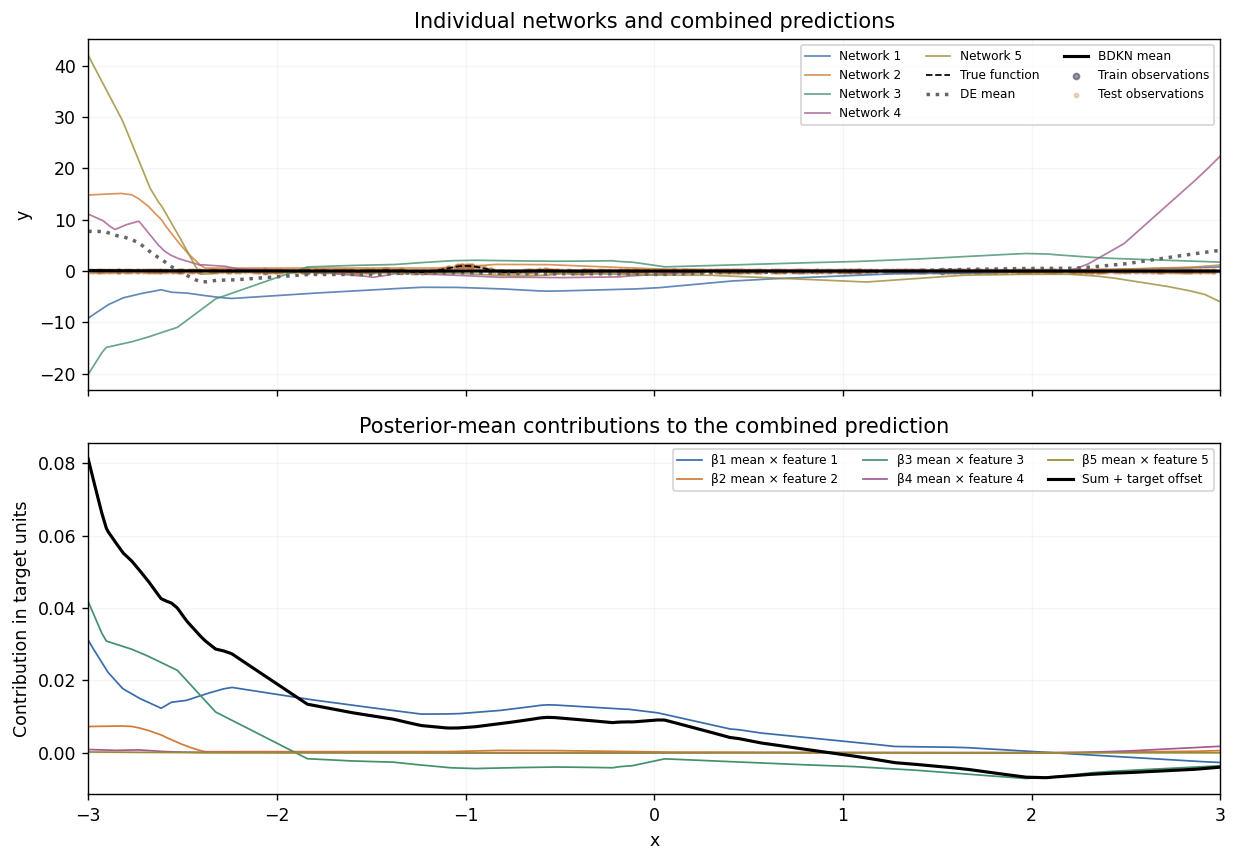 Individual networks and combined predictions
Network 1 Network 5 BDKN mean
Network 2 True function Train observations
Network 3 DE mean Test observations
Network 4
40
30
20
10
0
−10
−20
y
Posterior-mean contributions to the combined prediction
β1 mean × feature 1 β3 mean × feature 3 β5 mean × feature 5
β2 mean × feature 2 β4 mean × feature 4 Sum + target offset
0.08
0.06
0.04
0.02
0.00
Contribution in target units
−3 −2 −1 0 1 2 3
x